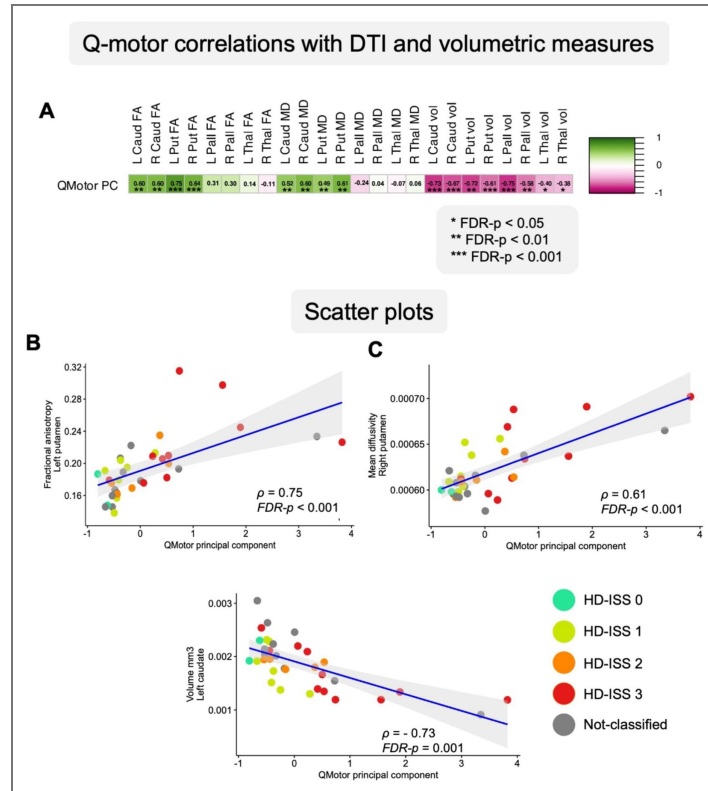 Q-motor correlations with DTI and volumetric measures
A
L Caud FA
R Caud FA
L Put FA
R Put FA
L Pall FA
R Pall FA
L Thal FA
R Thal FA
L Caud MD
R Caud MD
L Put MD
R Put MD
L Pall MD
R Pall MD
L Thal MD
R Thal MD
L Caud vol
R Caud vol
L Put vol
R Put vol
L Pall vol
R Pall vol
L Thal vol
R Thal vol
QMotor PC
0.60 0.60 0.75 0.64 0.31 0.30 0.14 -0.11 0.52 0.60 0.49 0.61 -0.24 0.04 -0.07 0.06 -0.73 -0.67 -0.73 -0.61 -0.75 -0.58 -0.40 -0.38
** ** *** *** ** ** ** ** *** *** *** *** *** ** * *
1
0
-1
* FDR-p < 0.05
** FDR-p < 0.01
*** FDR-p < 0.001
Scatter plots
B
Fractional anisotropy
Left putamen
0.32
0.28
0.20
0.16
ρ = 0.75
FDR-p < 0.001
-1 0 1 2 3 4
QMotor principal component
C
Mean diffusivity
Right putamen
0.00070
0.00065
0.00060
ρ = 0.61
FDR-p < 0.001
-1 0 1 2 3 4
QMotor principal component
Volume mm3
Left caudate
0.003
0.002
0.001
ρ = - 0.73
FDR-p = 0.001
-1 0 1 2 3 4
QMotor principal component
HD-ISS 0
HD-ISS 1
HD-ISS 2
HD-ISS 3
Not-classified